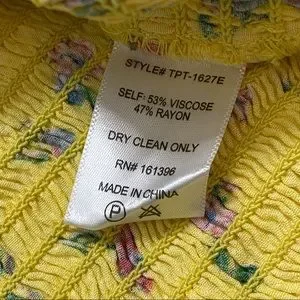 STYLE# TPT-1627E
SELF: 53% VISCOSE
47% RAYON
DRY CLEAN ONLY
RN# 161396
MADE IN CHINA
P